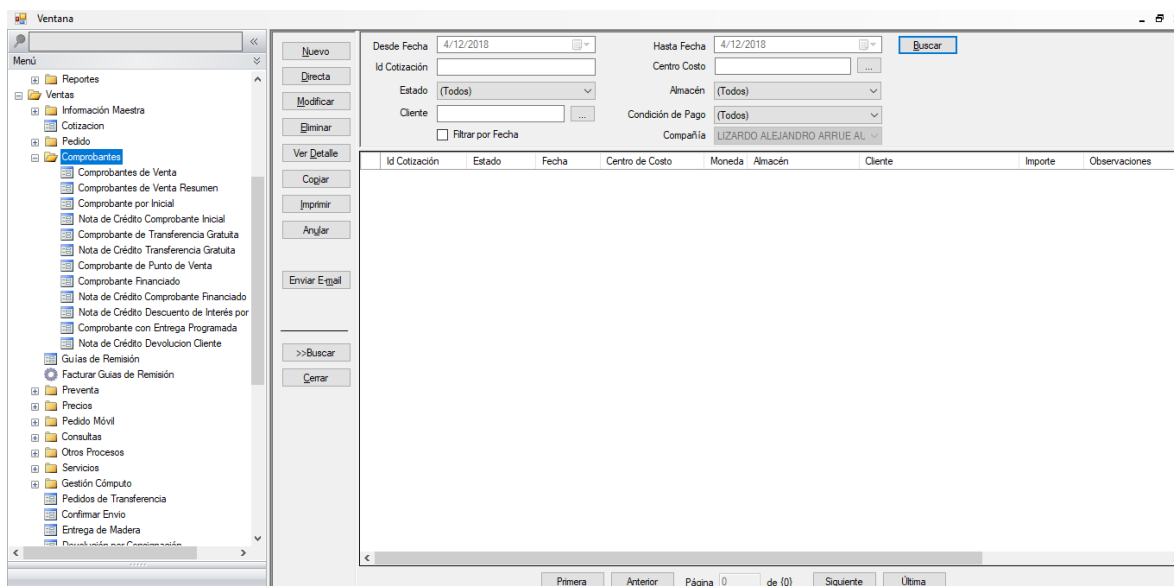 Ventana
Menú
Reportes
Ventas
Información Maestra
Cotizacion
Pedido
Comprobantes
Comprobantes de Venta
Comprobantes de Venta Resumen
Comprobante por Inicial
Nota de Crédito Comprobante Inicial
Comprobante de Transferencia Gratuita
Nota de Crédito Transferencia Gratuita
Comprobante de Punto de Venta
Comprobante Financiado
Nota de Crédito Comprobante Financiado
Nota de Crédito Descuento de Interés por
Comprobante con Entrega Programada
Nota de Crédito Devolucion Cliente
Guías de Remisión
Facturar Guias de Remisión
Preventa
Precios
Pedido Móvil
Consultas
Otros Procesos
Servicios
Gestión Cómputo
Pedidos de Transferencia
Confirmar Envio
Entrega de Madera
Devolución por Consignación
Nuevo
Directa
Modificar
Eliminar
Ver Detalle
Copiar
Imprimir
Anular
Enviar E-mail
>>Buscar
Cerrar
Desde Fecha 4/12/2018 Hasta Fecha 4/12/2018 Buscar
Id Cotización Centro Costo ...
Estado (Todos) Almacén (Todos)
Cliente ... Condición de Pago (Todos)
Filtrar por Fecha Compañía LIZARDO ALEJANDRO ARRUE AU
Id Cotización Estado Fecha Centro de Costo Moneda Almacén Cliente Importe Observaciones
Primera Anterior Página 0 de {0} Siguiente Última